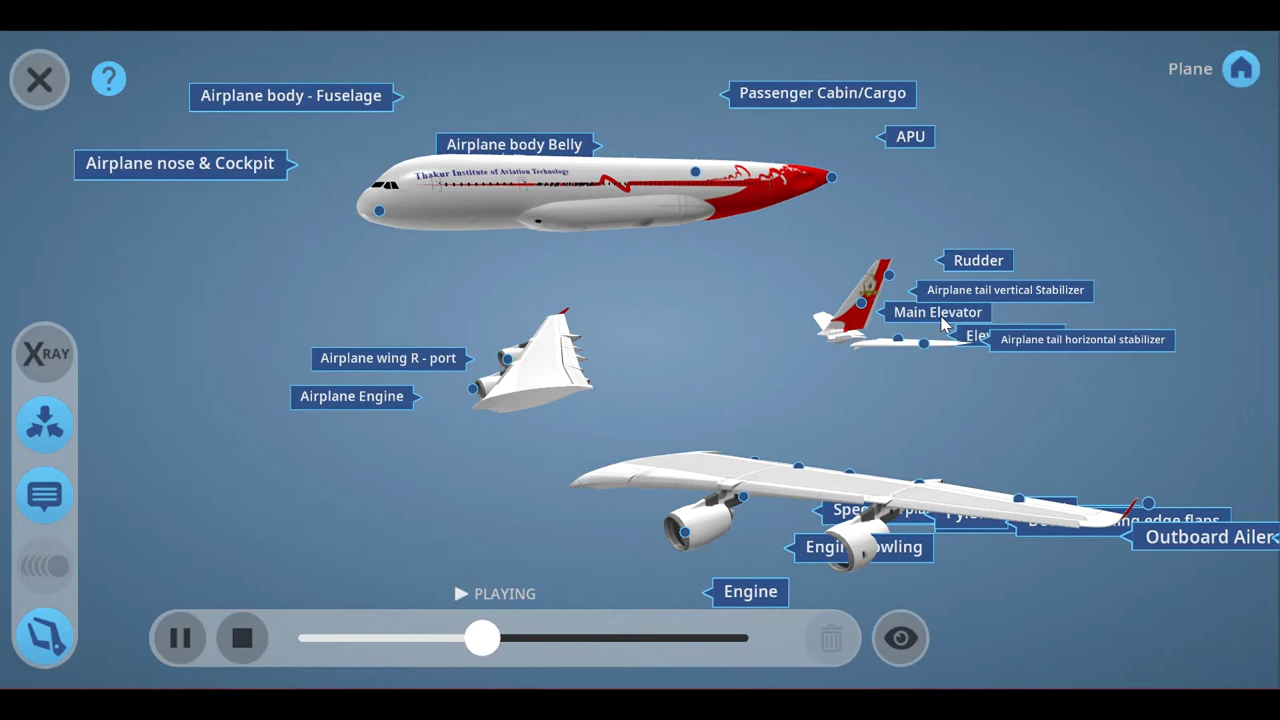 Plane
Airplane body - Fuselage
Passenger Cabin/Cargo
APU
Airplane body Belly
Airplane nose & Cockpit
Thakur Institute of Aviation Technology
Rudder
Airplane tail vertical Stabilizer
Main Elevator
Airplane tail horizontal stabilizer
Airplane wing R - port
Airplane Engine
XRAY
edge flaps
Outboard
Engine
PLAYING
?